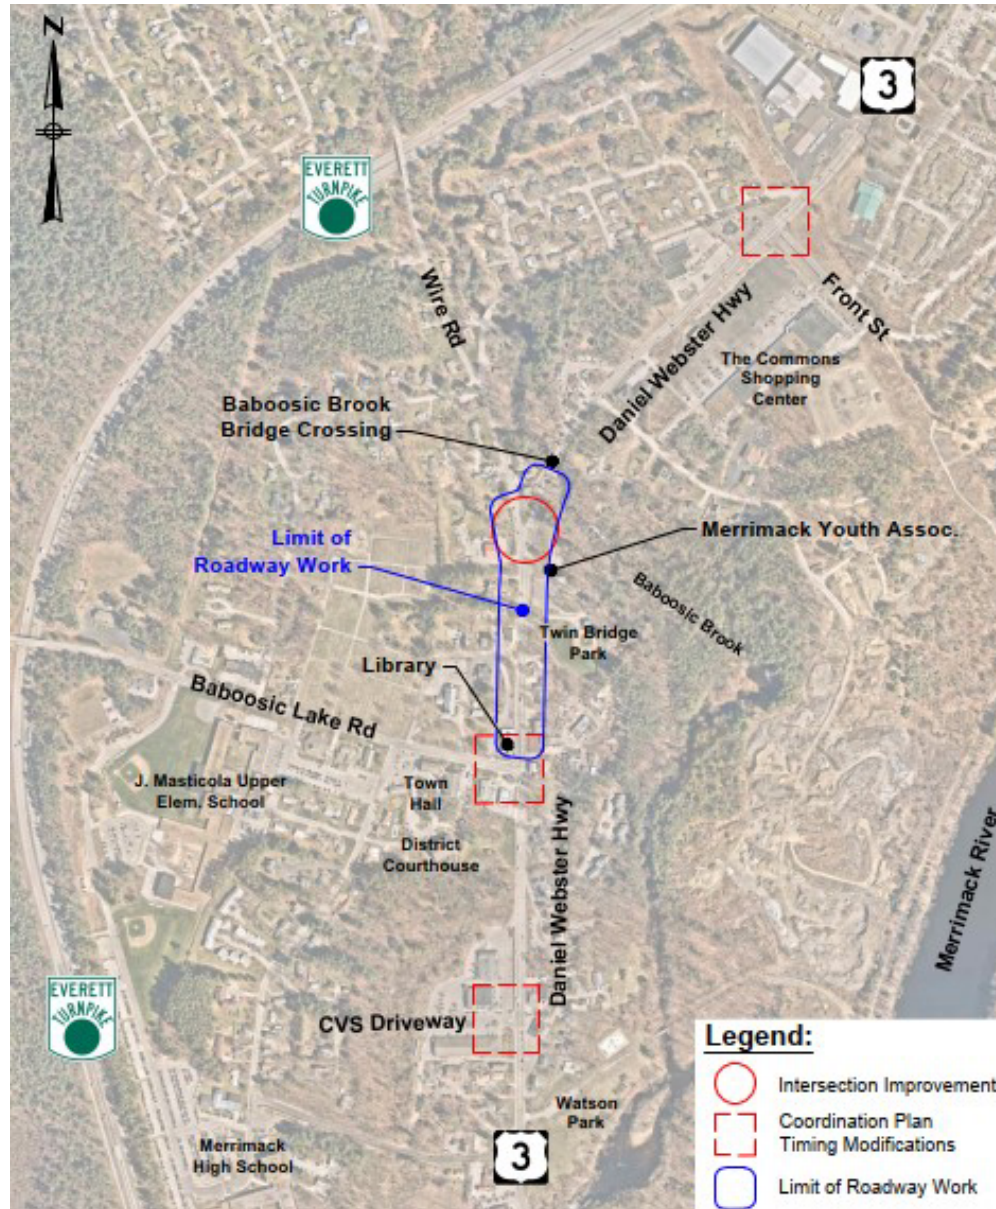 N
3
EVERETT
TURNPIKE
Wire Rd
Front St
Daniel Webster Hwy
The Commons
Shopping
Center
Baboosic Brook
Bridge Crossing
Merrimack Youth Assoc.
Limit of
Roadway Work
Baboosic Brook
Twin Bridge
Park
Library
Baboosic Lake Rd
J. Masticola Upper
Elem. School
Town
Hall
District
Courthouse
Daniel Webster Hwy
Merrimack River
EVERETT
TURNPIKE
CVS Driveway
Watson
Park
Merrimack
High School
3
Legend:
Intersection Improvement
Coordination Plan
Timing Modifications
Limit of Roadway Work